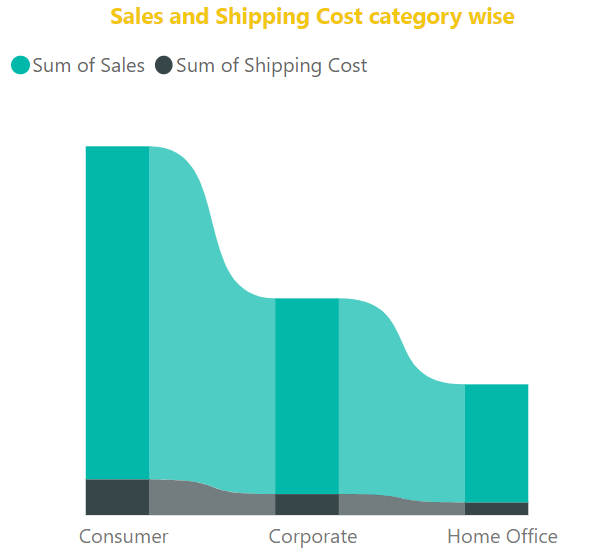 Sales and Shipping Cost category wise
Sum of Sales Sum of Shipping Cost
Consumer Corporate Home Office